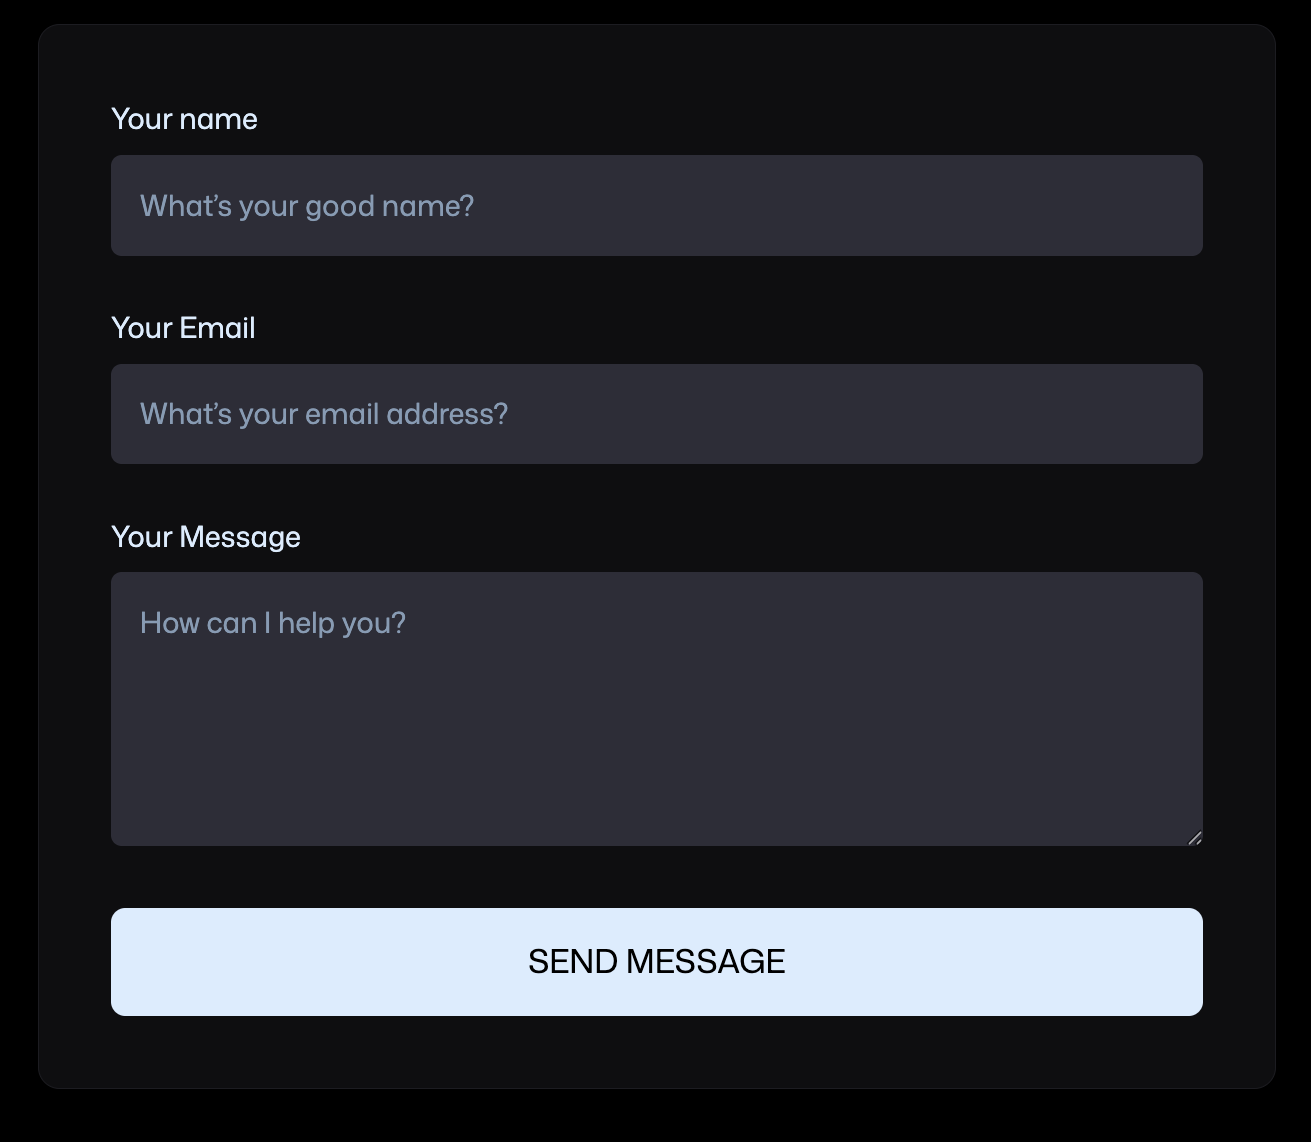 Your name
What’s your good name?
Your Email
What’s your email address?
Your Message
How can I help you?
SEND MESSAGE